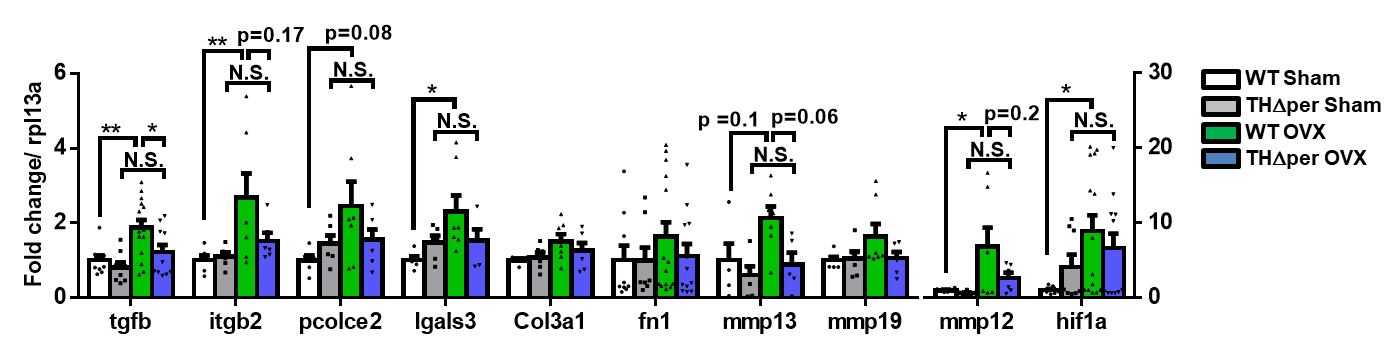 p=0.08
** p=0.17
N.S. N.S.
6 30
* *
WT Sham
THΔper Sham
WT OVX
THΔper OVX
** * N.S. p =0.1 p=0.06 * p=0.2 N.S.
4 20
N.S. N.S. N.S.
2 10
0 0
Fold change/ rpl13a
tgfb itgb2 pcolce2 lgals3 Col3a1 fn1 mmp13 mmp19 mmp12 hif1a